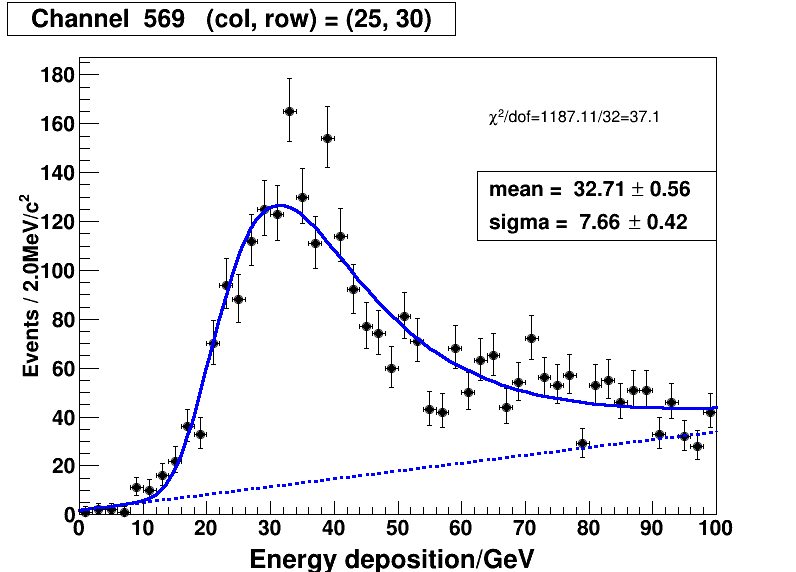 Channel 569 (col, row) = (25, 30)
χ²/dof=1187.11/32=37.1
mean = 32.71 ± 0.56
sigma = 7.66 ± 0.42
Events / 2.0MeV/c²
180
160
140
120
100
80
60
40
20
0
0 10 20 30 40 50 60 70 80 90 100
Energy deposition/GeV